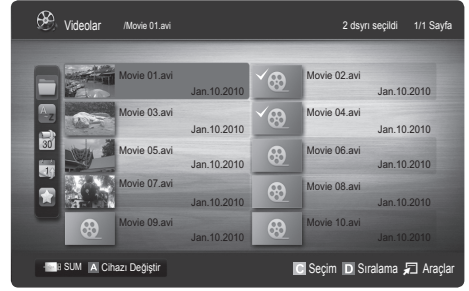 Videolar /Movie 01.avi 2 dsyrı seçildi 1/1 Sayfa
Movie 01.avi Movie 02.avi
Jan.10.2010 Jan.10.2010
Movie 03.avi Movie 04.avi
Jan.10.2010 Jan.10.2010
Movie 05.avi Movie 06.avi
Jan.10.2010 Jan.10.2010
Movie 07.avi Movie 08.avi
Jan.10.2010 Jan.10.2010
Movie 09.avi Movie 10.avi
Jan.10.2010 Jan.10.2010
A Z
30
1
SUM A Cihazı Değiştir C Seçim D Sıralama Araçlar